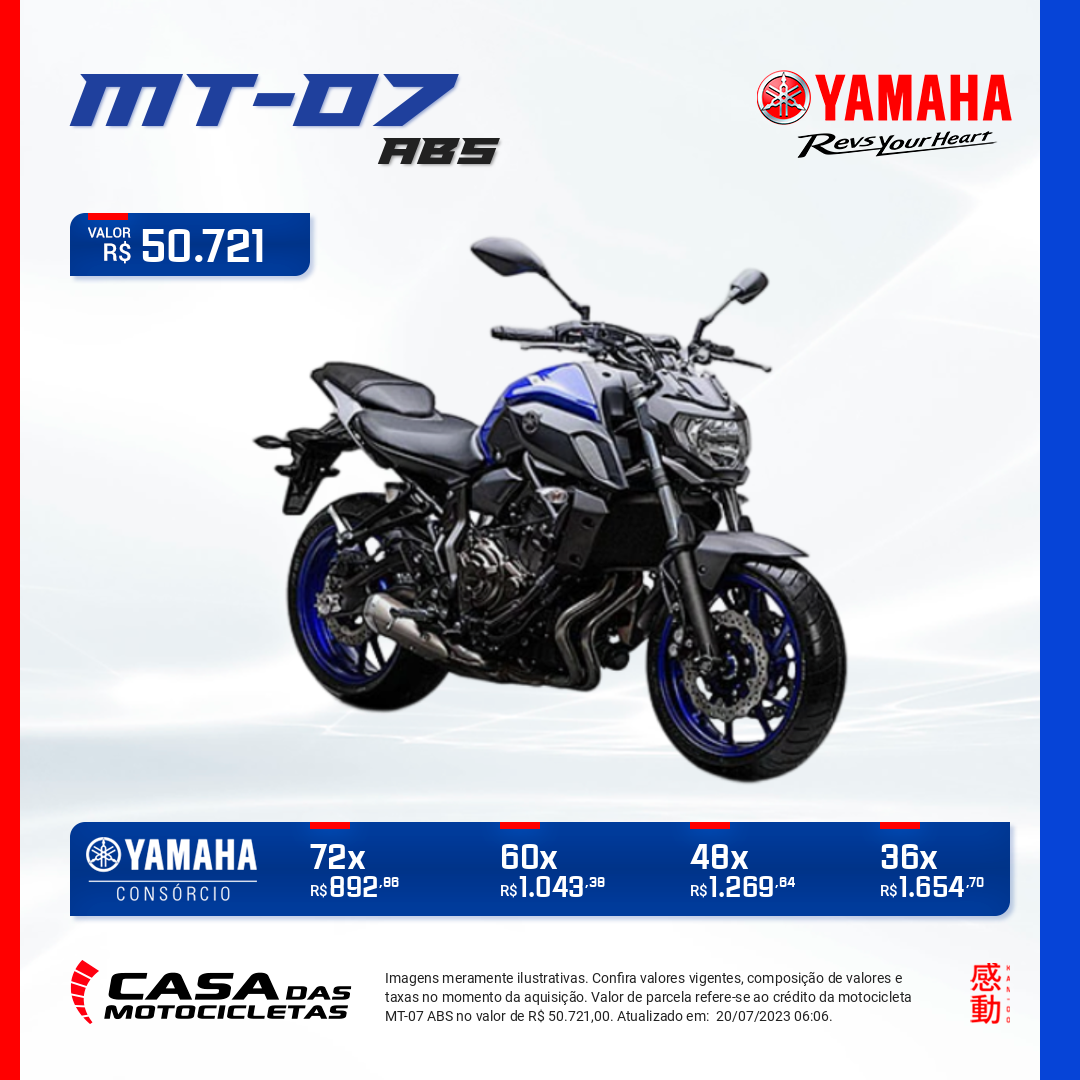 MT-07
ABS
YAMAHA
Revs Your Heart
VALOR
R$ 50.721
YAMAHA
CONSÓRCIO
72x
R$ 892,86
60x
R$ 1.043,38
48x
R$ 1.269,64
36x
R$ 1.654,70
CASA DAS
MOTOCICLETAS
Imagens meramente ilustrativas. Confira valores vigentes, composição de valores e
taxas no momento da aquisição. Valor de parcela refere-se ao crédito da motocicleta
MT-07 ABS no valor de R$ 50.721,00. Atualizado em: 20/07/2023 06:06.
感動
KANDO